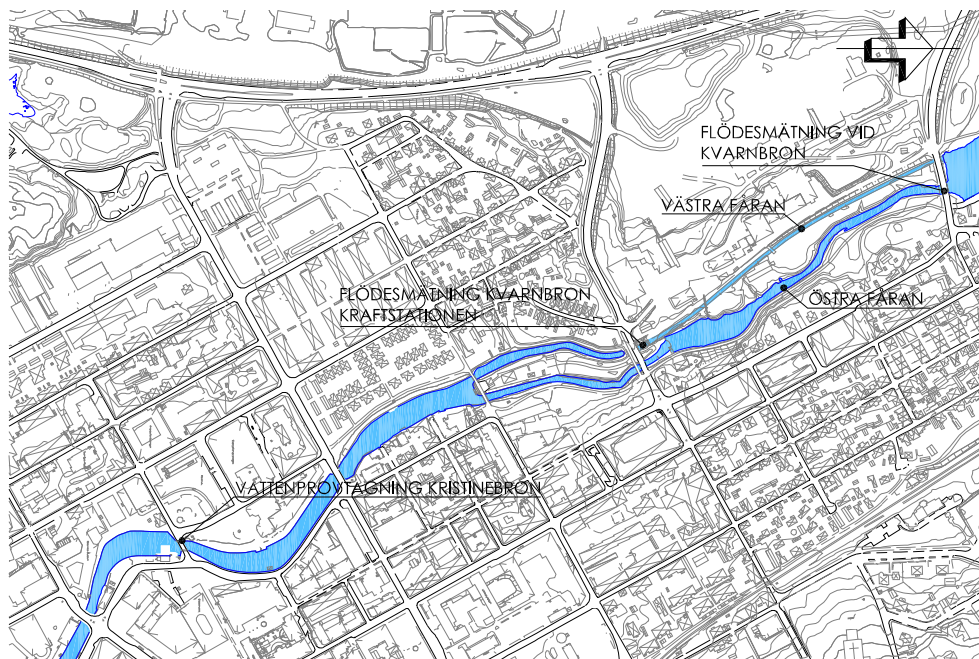 FLÖDESMÄTNING VID
KVARNBRON
VÄSTRA FÅRAN
FLÖDESMÄTNING KVARNBRON
KRAFTSTATIONEN
ÖSTRA FÅRAN
VATTENPROVTAGNING KRISTINEBRON